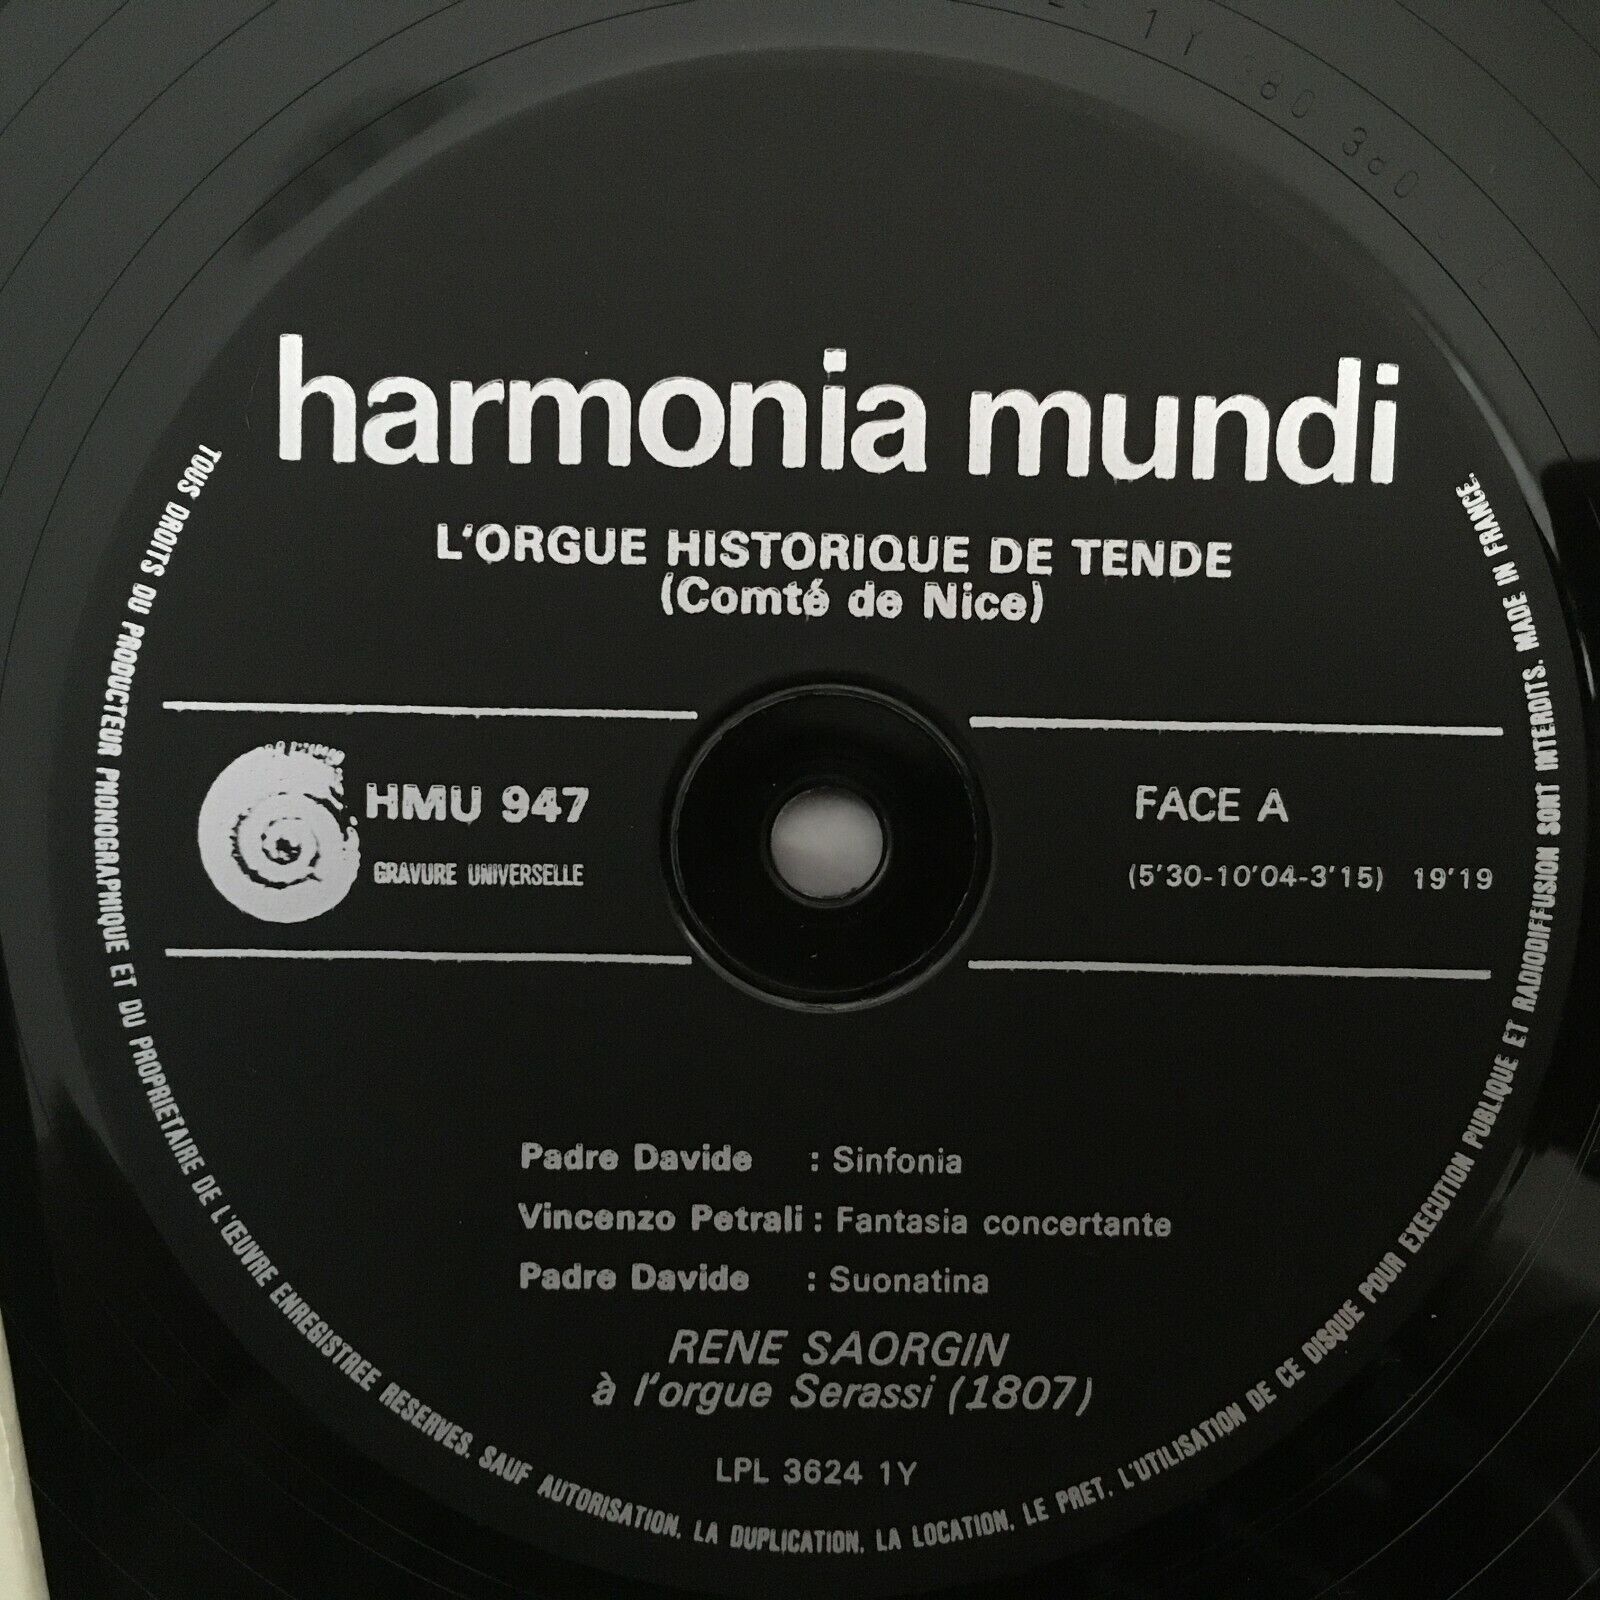 harmonia mundi
L'ORGUE HISTORIQUE DE TENDE
(Comté de Nice)
HMU 947
GRAVURE UNIVERSELLE
FACE A
(5'30-10'04-3'15) 19'19
Padre Davide : Sinfonia
Vincenzo Petrali : Fantasia concertante
Padre Davide : Suonatina
RENE SAORGIN
à l'orgue Serassi (1807)
LPL 3624 1Y
TOUS DROITS DU PRODUCTEUR PHONOGRAPHIQUE ET DU PROPRIETAIRE DE L'ŒUVRE ENREGISTREE RESERVES. SAUF AUTORISATION, LA DUPLICATION, LA LOCATION, LE PRET, L'UTILISATION DE CE DISQUE POUR EXECUTION PUBLIQUE ET RADIODIFFUSION SONT INTERDITS. MADE IN FRANCE.
1Y 380 380